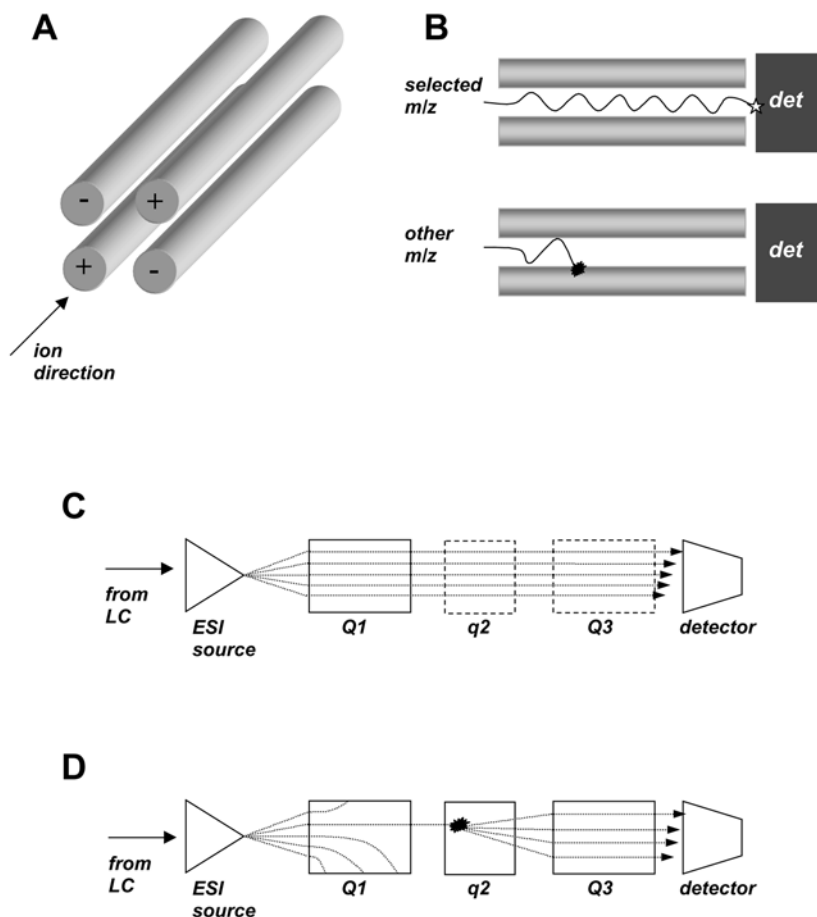 A
B
-
+
+
-
ion
direction
selected
m/z
det
other
m/z
det
C
from
LC
ESI
source
Q1
q2
Q3
detector
D
from
LC
ESI
source
Q1
q2
Q3
detector